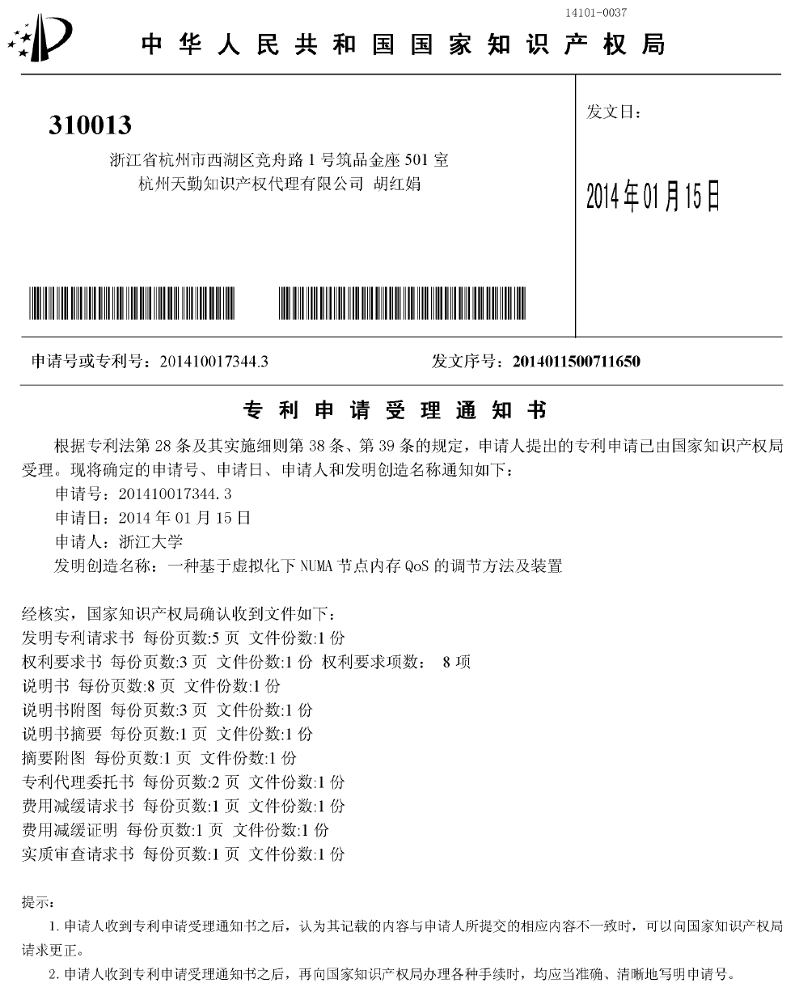 14101-0037
中华人民共和国国家知识产权局
310013
浙江省杭州市西湖区竞舟路 1 号筑品金座 501 室
杭州天勤知识产权代理有限公司 胡红娟
发文日：
2014年01月15日
申请号或专利号：201410017344.3 发文序号：2014011500711650
专利申请受理通知书
根据专利法第 28 条及其实施细则第 38 条、第 39 条的规定，申请人提出的专利申请已由国家知识产权局
受理。现将确定的申请号、申请日、申请人和发明创造名称通知如下：
申请号：201410017344.3
申请日：2014 年 01 月 15 日
申请人：浙江大学
发明创造名称：一种基于虚拟化下 NUMA 节点内存 QoS 的调节方法及装置
经核实，国家知识产权局确认收到文件如下：
发明专利请求书 每份页数:5 页 文件份数:1 份
权利要求书 每份页数:3 页 文件份数:1 份 权利要求项数： 8 项
说明书 每份页数:8 页 文件份数:1 份
说明书附图 每份页数:3 页 文件份数:1 份
说明书摘要 每份页数:1 页 文件份数:1 份
摘要附图 每份页数:1 页 文件份数:1 份
专利代理委托书 每份页数:2 页 文件份数:1 份
费用减缓请求书 每份页数:1 页 文件份数:1 份
费用减缓证明 每份页数:1 页 文件份数:1 份
实质审查请求书 每份页数:1 页 文件份数:1 份
提示：
1. 申请人收到专利申请受理通知书之后，认为其记载的内容与申请人所提交的相应内容不一致时，可以向国家知识产权局
请求更正。
2. 申请人收到专利申请受理通知书之后，再向国家知识产权局办理各种手续时，均应当准确、清晰地写明申请号。